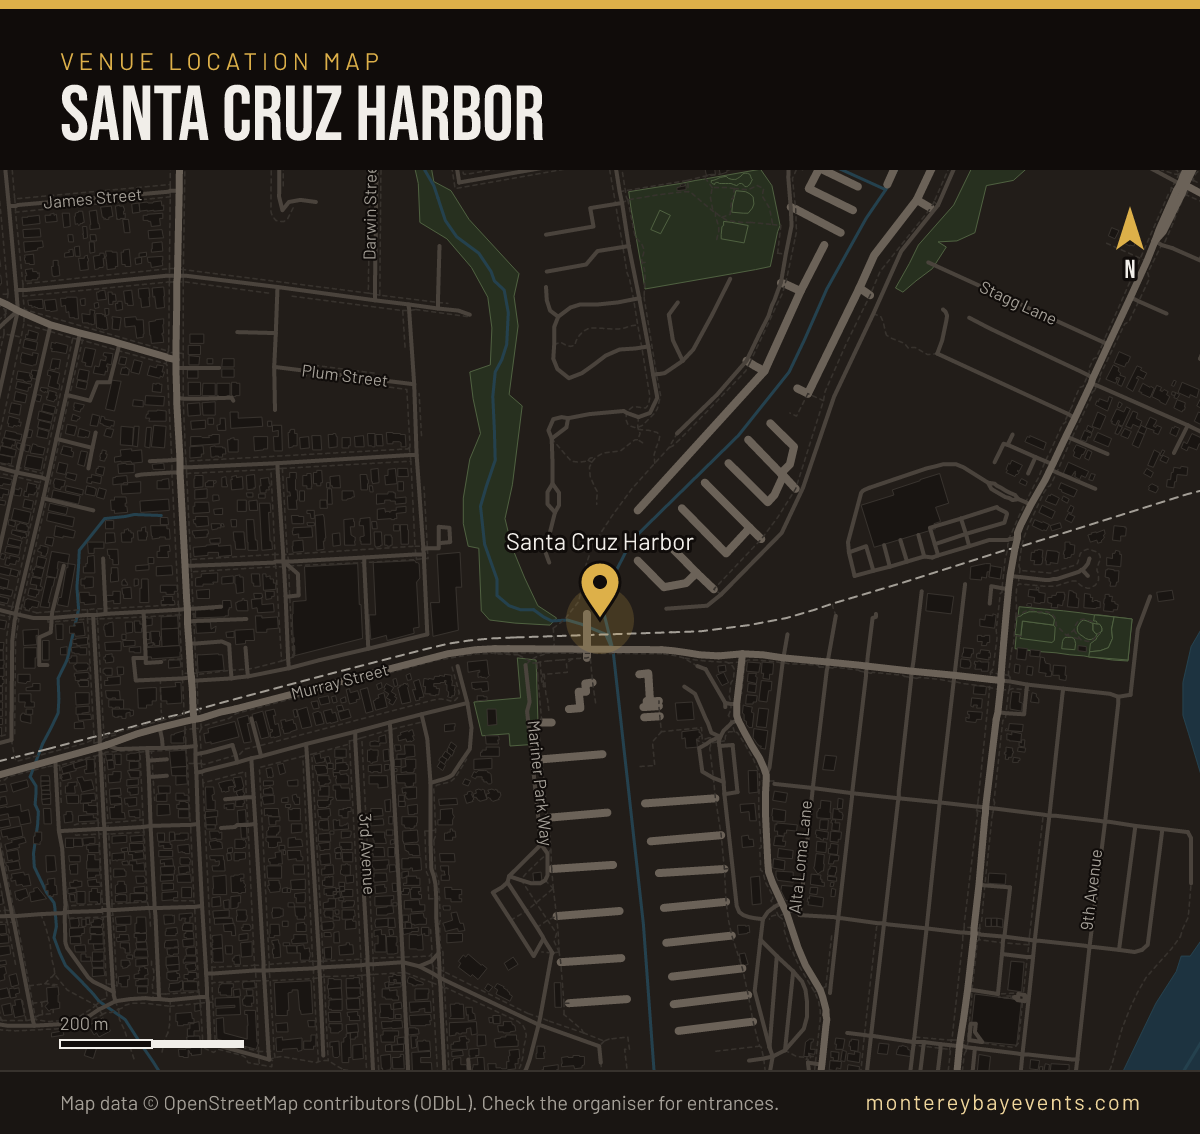 VENUE LOCATION MAP
SANTA CRUZ HARBOR
James Street
Darwin Stree
N
Stagg Lane
Plum Street
Santa Cruz Harbor
Murray Street
Mariner Park Way
3rd Avenue
Alta Loma Lane
9th Avenue
200 m
Map data © OpenStreetMap contributors (ODbL). Check the organiser for entrances.
montereybayevents.com